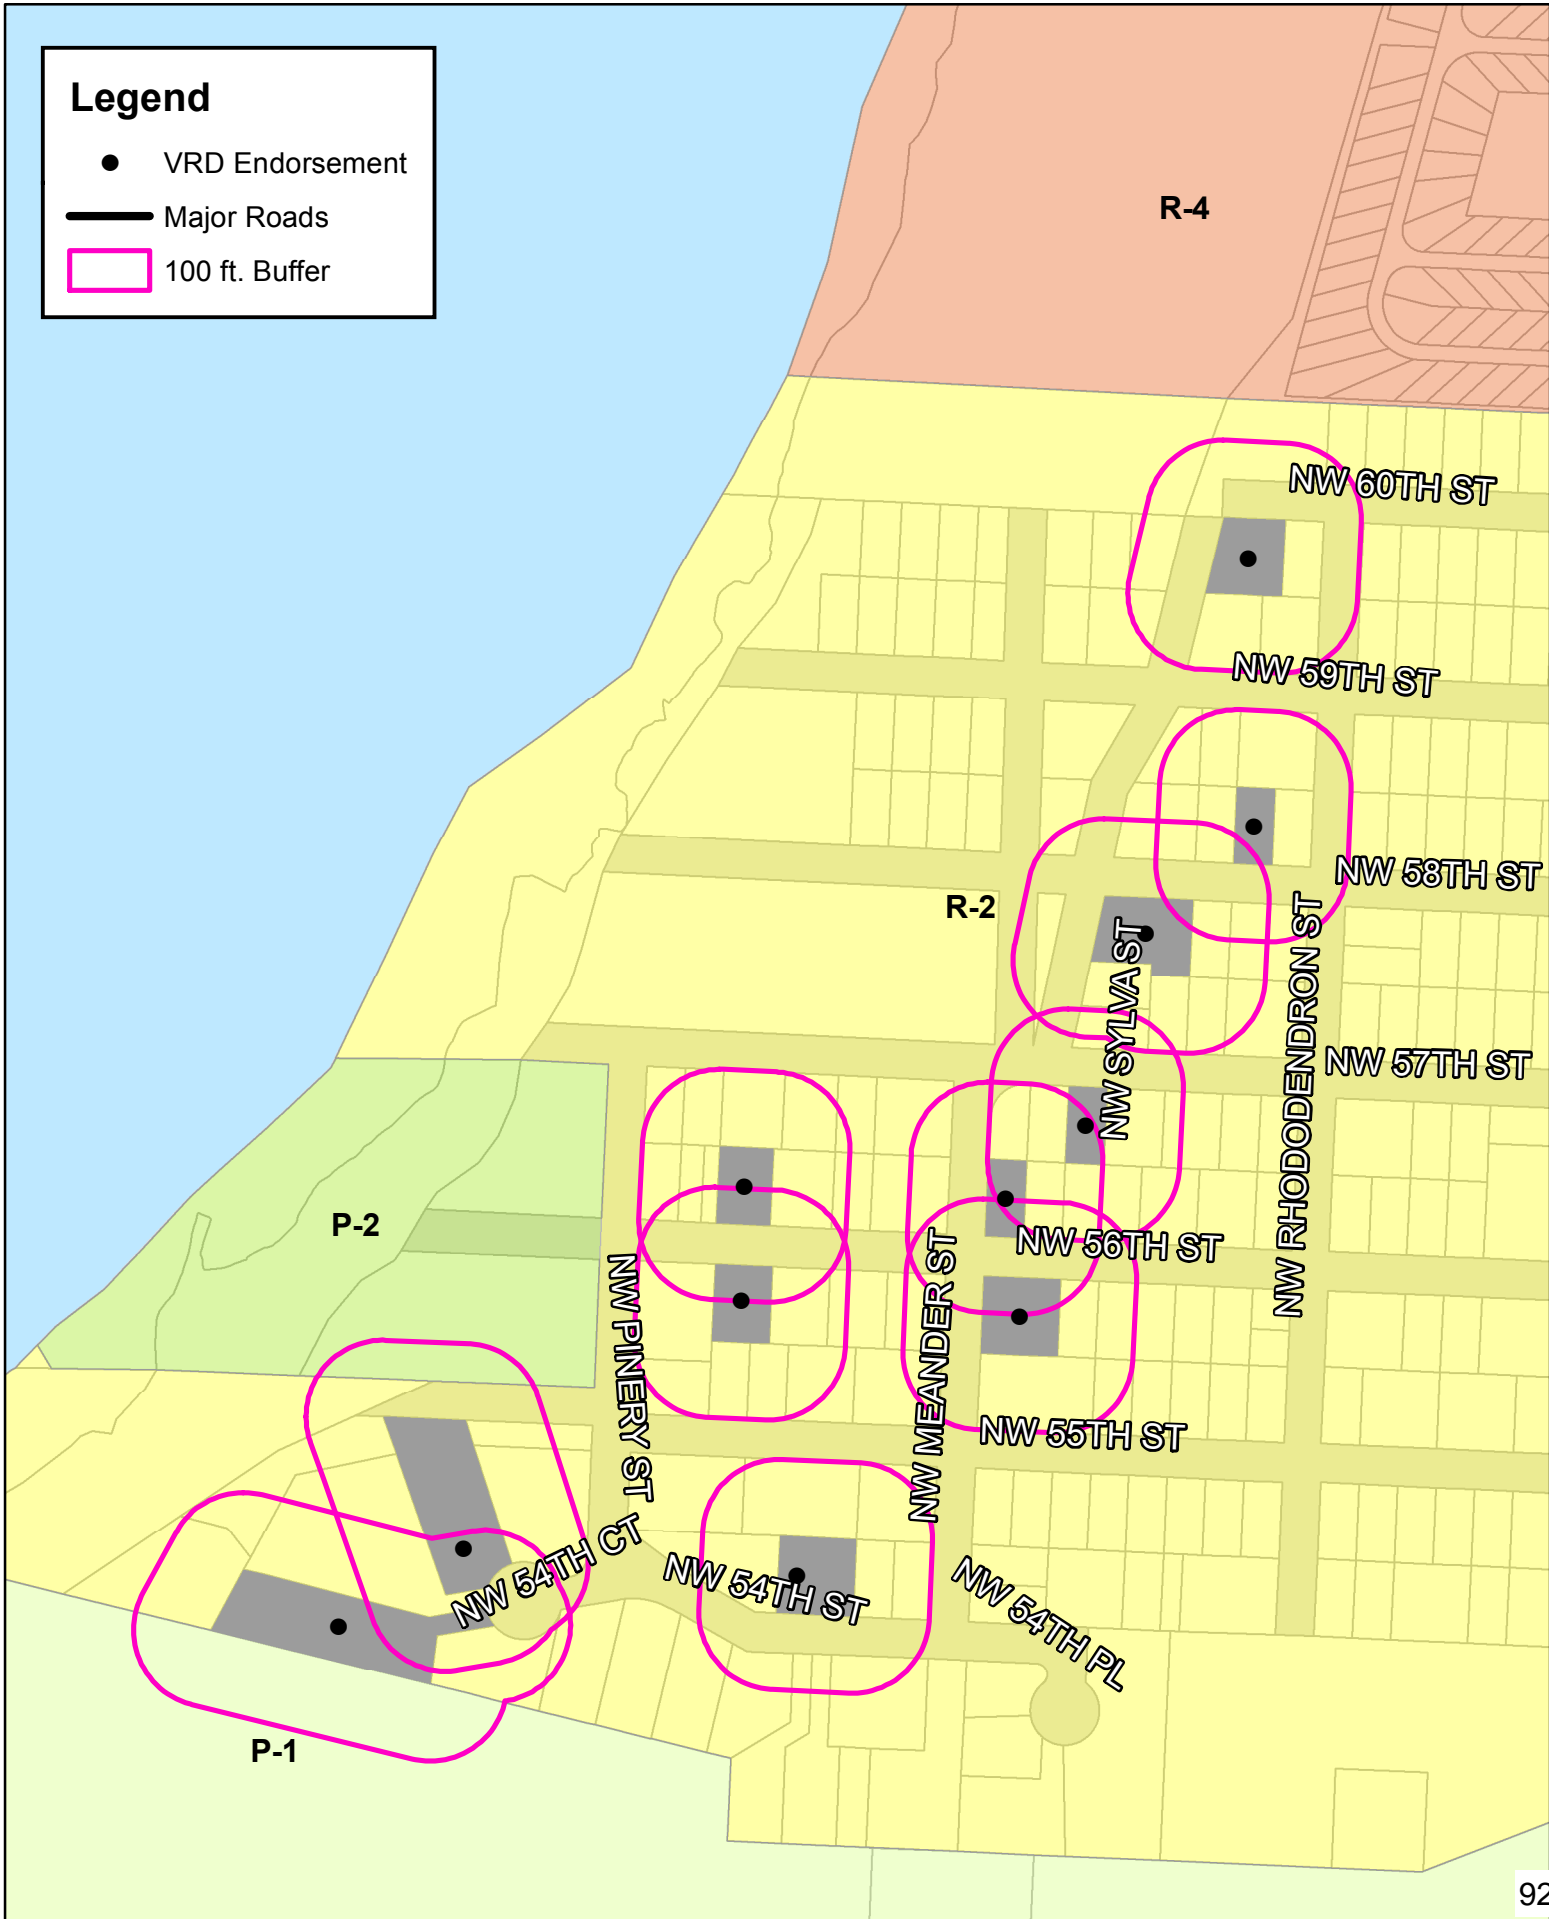 Legend
VRD Endorsement
Major Roads
100 ft. Buffer
R-4
NW 60TH ST
NW 59TH ST
NW 58TH ST
R-2
NW SYLVA ST
NW RHODODENDRON ST
NW 57TH ST
P-2
NW 56TH ST
NW PINERY ST
NW MEANDER ST
NW 55TH ST
NW 54TH CT
NW 54TH ST
NW 54TH PL
P-1
92